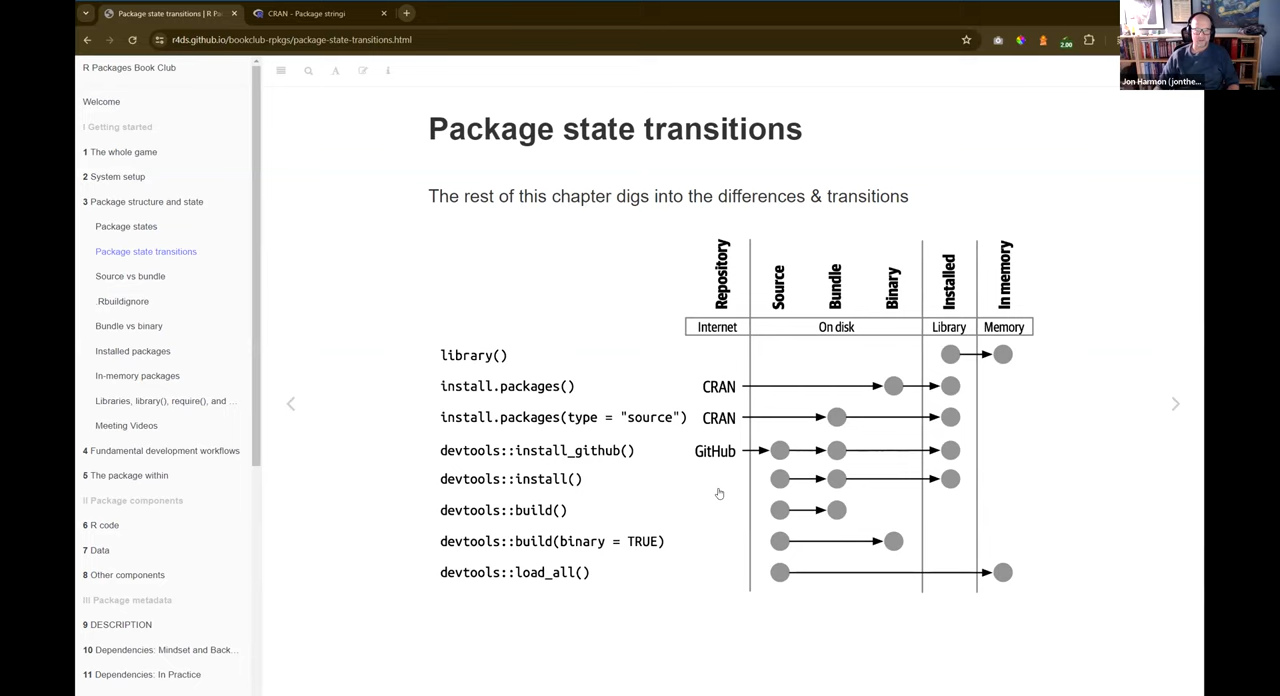 Package state transitions | R Pa
CRAN - Package stringi
r4ds.github.io/bookclub-rpkgs/package-state-transitions.html
2.00
Jon Harmon (jonthe...
R Packages Book Club
Welcome
I Getting started
1 The whole game
2 System setup
3 Package structure and state
Package states
Package state transitions
Source vs bundle
.Rbuildignore
Bundle vs binary
Installed packages
In-memory packages
Libraries, library(), require(), and ...
Meeting Videos
4 Fundamental development workflows
5 The package within
II Package components
6 R code
7 Data
8 Other components
III Package metadata
9 DESCRIPTION
10 Dependencies: Mindset and Back...
11 Dependencies: In Practice
Package state transitions
The rest of this chapter digs into the differences & transitions
Repository Source Bundle Binary Installed In memory
Internet On disk Library Memory
library()
install.packages() CRAN
install.packages(type = "source") CRAN
devtools::install_github() GitHub
devtools::install()
devtools::build()
devtools::build(binary = TRUE)
devtools::load_all()